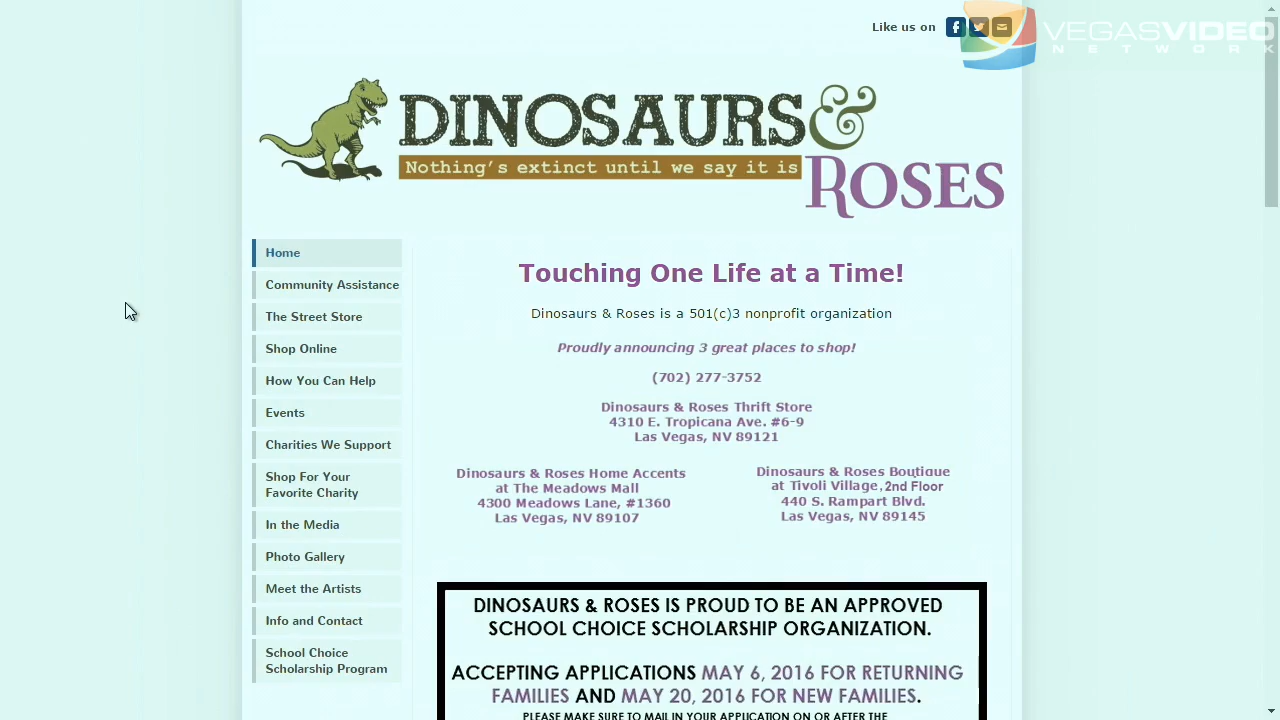 Like us on
VEGASVIDEO
NETWORK
DINOSAURS &
Nothing's extinct until we say it is
ROSES
Home
Community Assistance
The Street Store
Shop Online
How You Can Help
Events
Charities We Support
Shop For Your
Favorite Charity
In the Media
Photo Gallery
Meet the Artists
Info and Contact
School Choice
Scholarship Program
Touching One Life at a Time!
Dinosaurs & Roses is a 501(c)3 nonprofit organization
Proudly announcing 3 great places to shop!
(702) 277-3752
Dinosaurs & Roses Thrift Store
4310 E. Tropicana Ave. #6-9
Las Vegas, NV 89121
Dinosaurs & Roses Home Accents
at The Meadows Mall
4300 Meadows Lane, #1360
Las Vegas, NV 89107
Dinosaurs & Roses Boutique
at Tivoli Village, 2nd Floor
440 S. Rampart Blvd.
Las Vegas, NV 89145
DINOSAURS & ROSES IS PROUD TO BE AN APPROVED
SCHOOL CHOICE SCHOLARSHIP ORGANIZATION.
ACCEPTING APPLICATIONS MAY 6, 2016 FOR RETURNING
FAMILIES AND MAY 20, 2016 FOR NEW FAMILIES.
PLEASE MAKE SURE TO MAIL IN YOUR APPLICATION ON OR AFTER THE